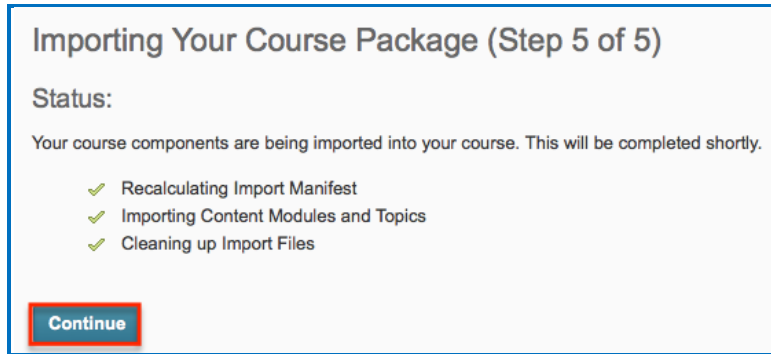 Importing Your Course Package (Step 5 of 5)
Status:
Your course components are being imported into your course. This will be completed shortly.
Recalculating Import Manifest
Importing Content Modules and Topics
Cleaning up Import Files
Continue